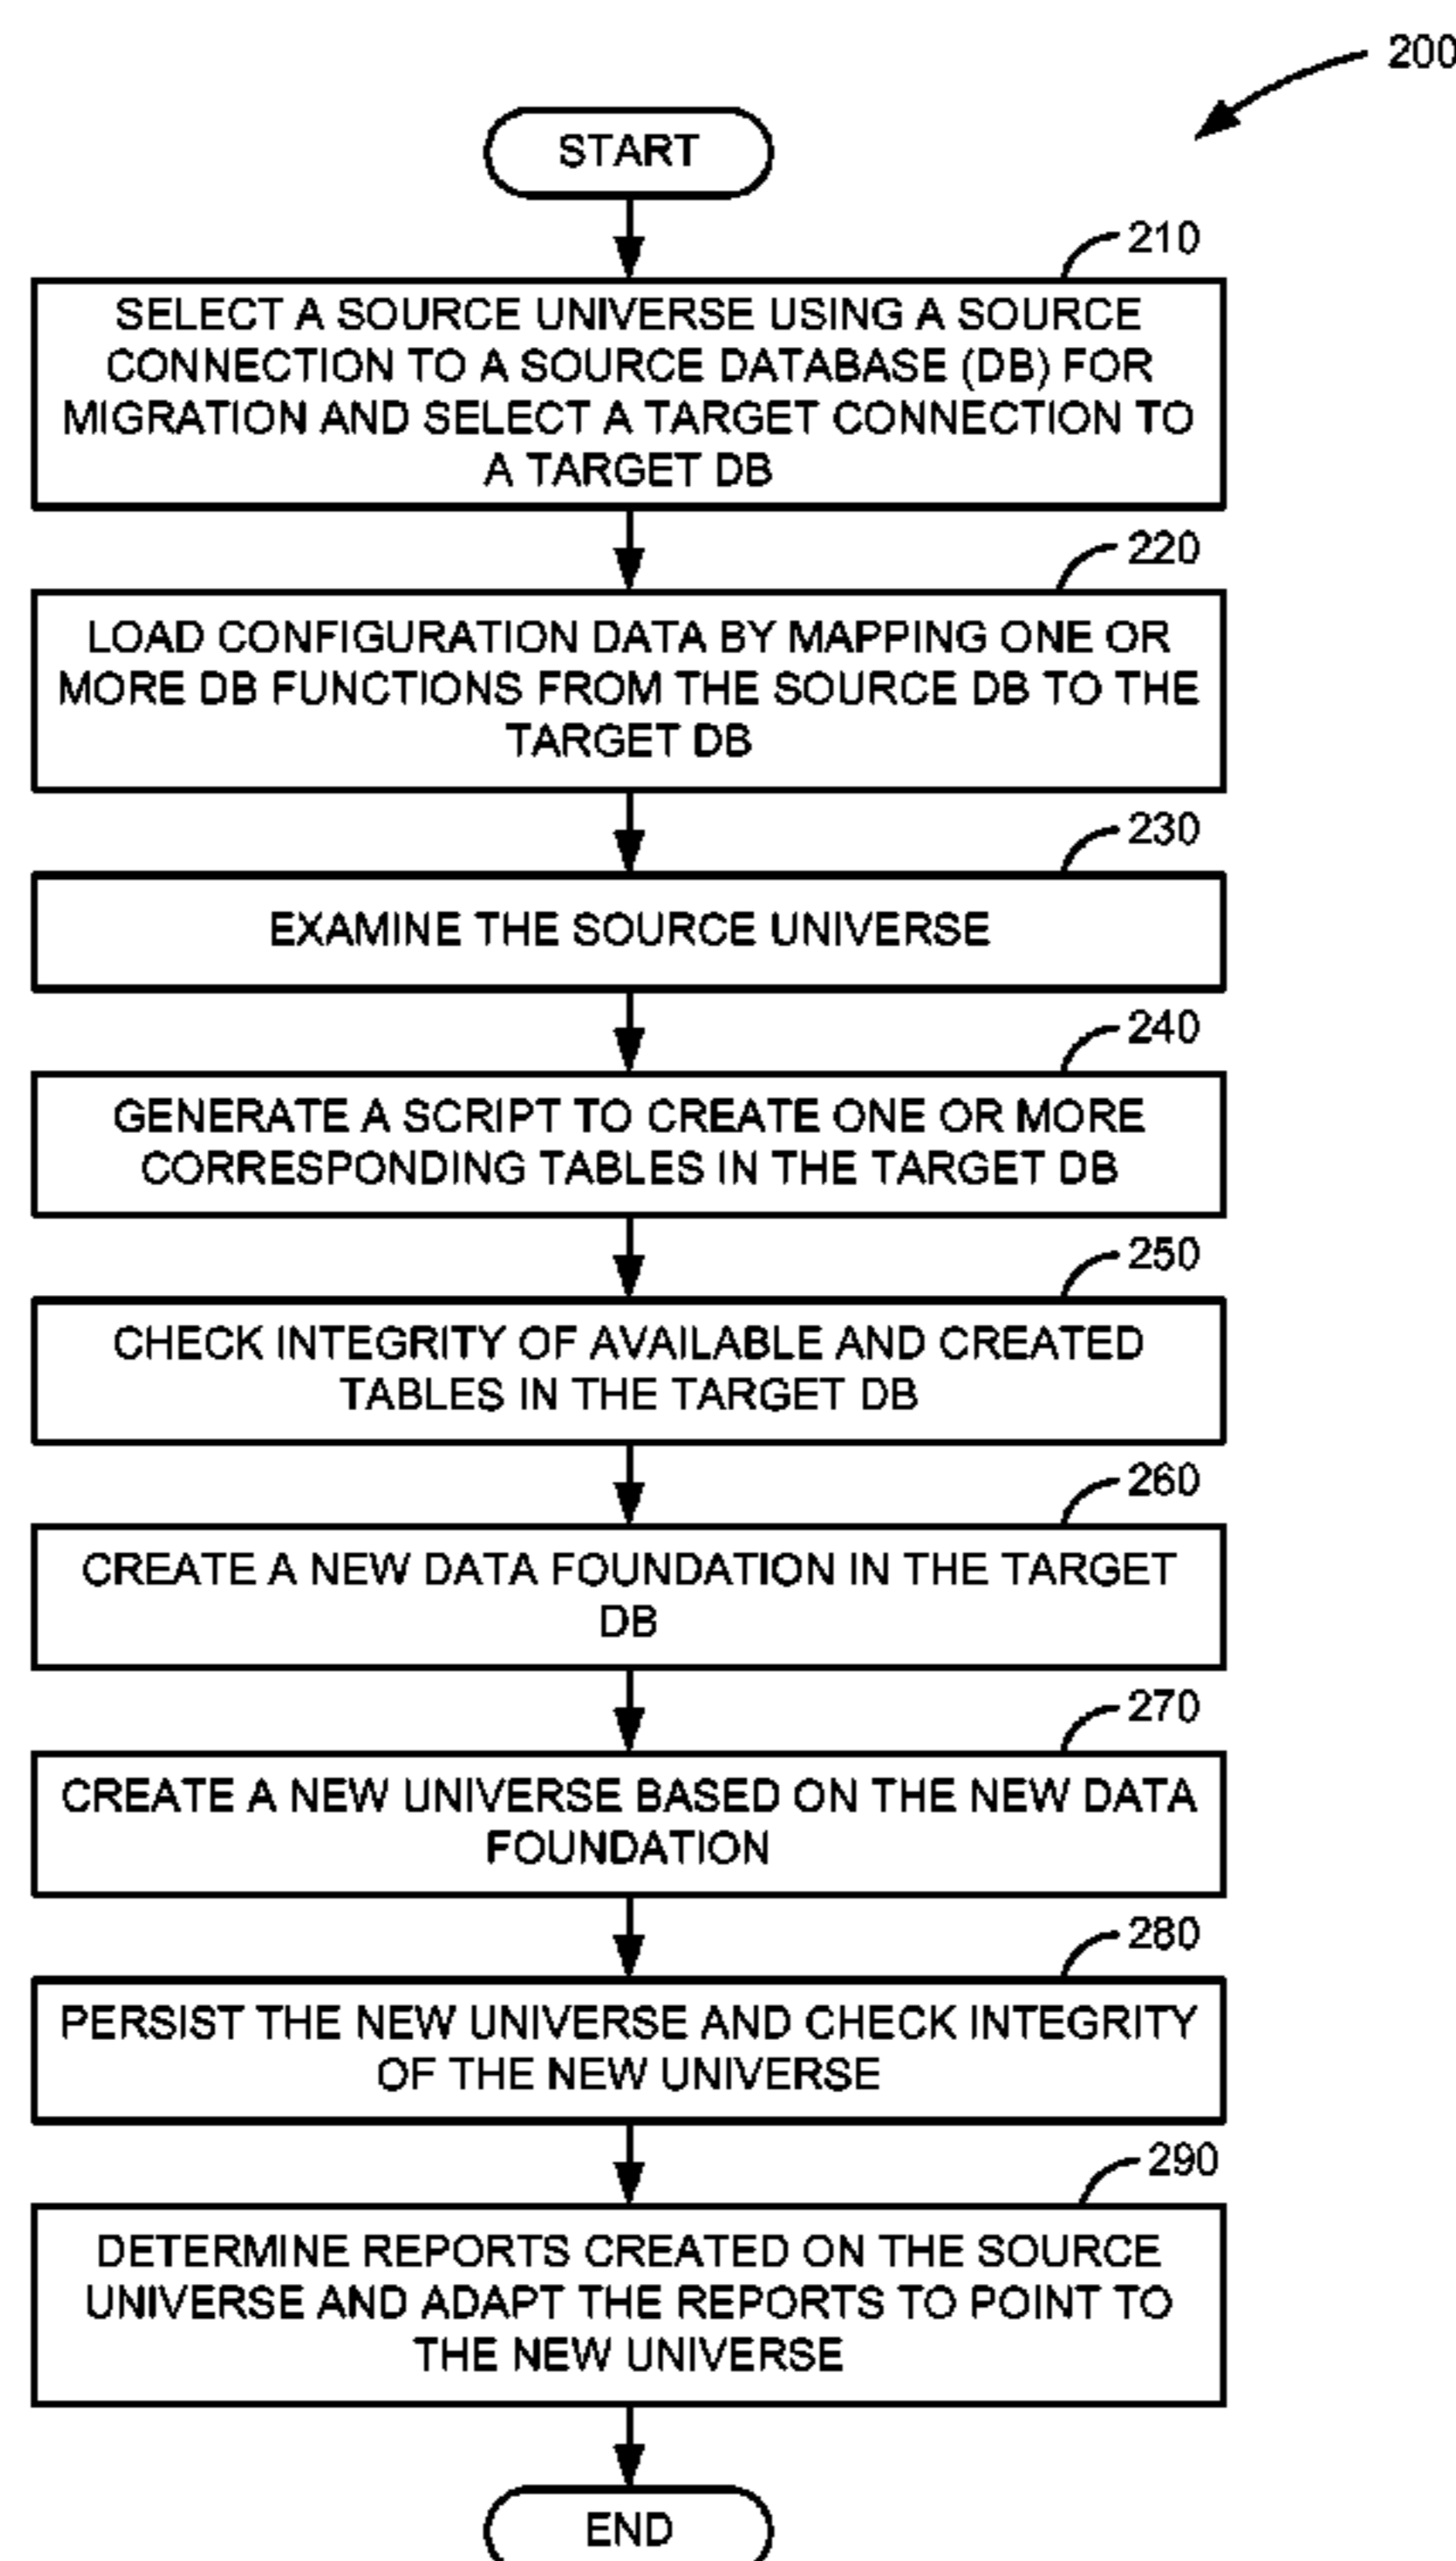 200
START
210
SELECT A SOURCE UNIVERSE USING A SOURCE
CONNECTION TO A SOURCE DATABASE (DB) FOR
MIGRATION AND SELECT A TARGET CONNECTION TO
A TARGET DB
220
LOAD CONFIGURATION DATA BY MAPPING ONE OR
MORE DB FUNCTIONS FROM THE SOURCE DB TO THE
TARGET DB
230
EXAMINE THE SOURCE UNIVERSE
240
GENERATE A SCRIPT TO CREATE ONE OR MORE
CORRESPONDING TABLES IN THE TARGET DB
250
CHECK INTEGRITY OF AVAILABLE AND CREATED
TABLES IN THE TARGET DB
260
CREATE A NEW DATA FOUNDATION IN THE TARGET
DB
270
CREATE A NEW UNIVERSE BASED ON THE NEW DATA
FOUNDATION
280
PERSIST THE NEW UNIVERSE AND CHECK INTEGRITY
OF THE NEW UNIVERSE
290
DETERMINE REPORTS CREATED ON THE SOURCE
UNIVERSE AND ADAPT THE REPORTS TO POINT TO
THE NEW UNIVERSE
END